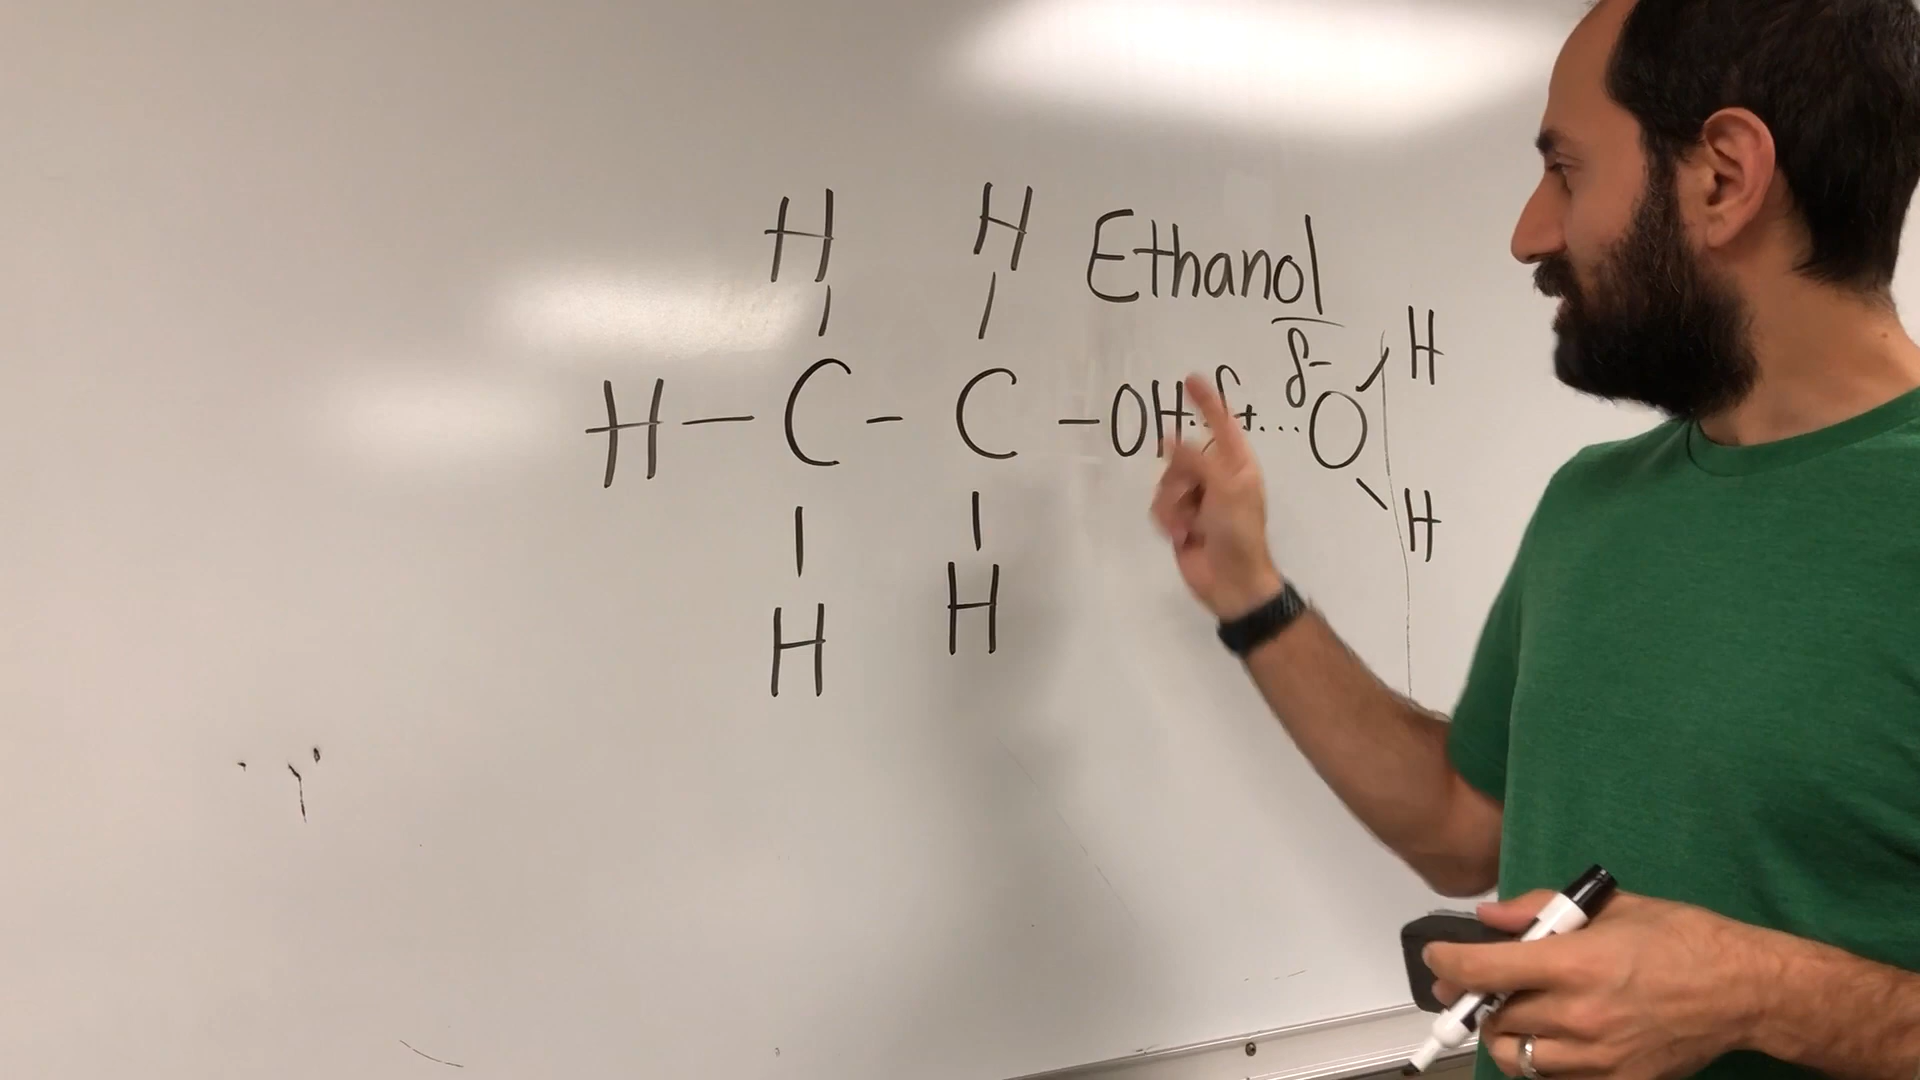 H H Ethanol
δ- H
H - C - C - OH...δ+...O
H
H H